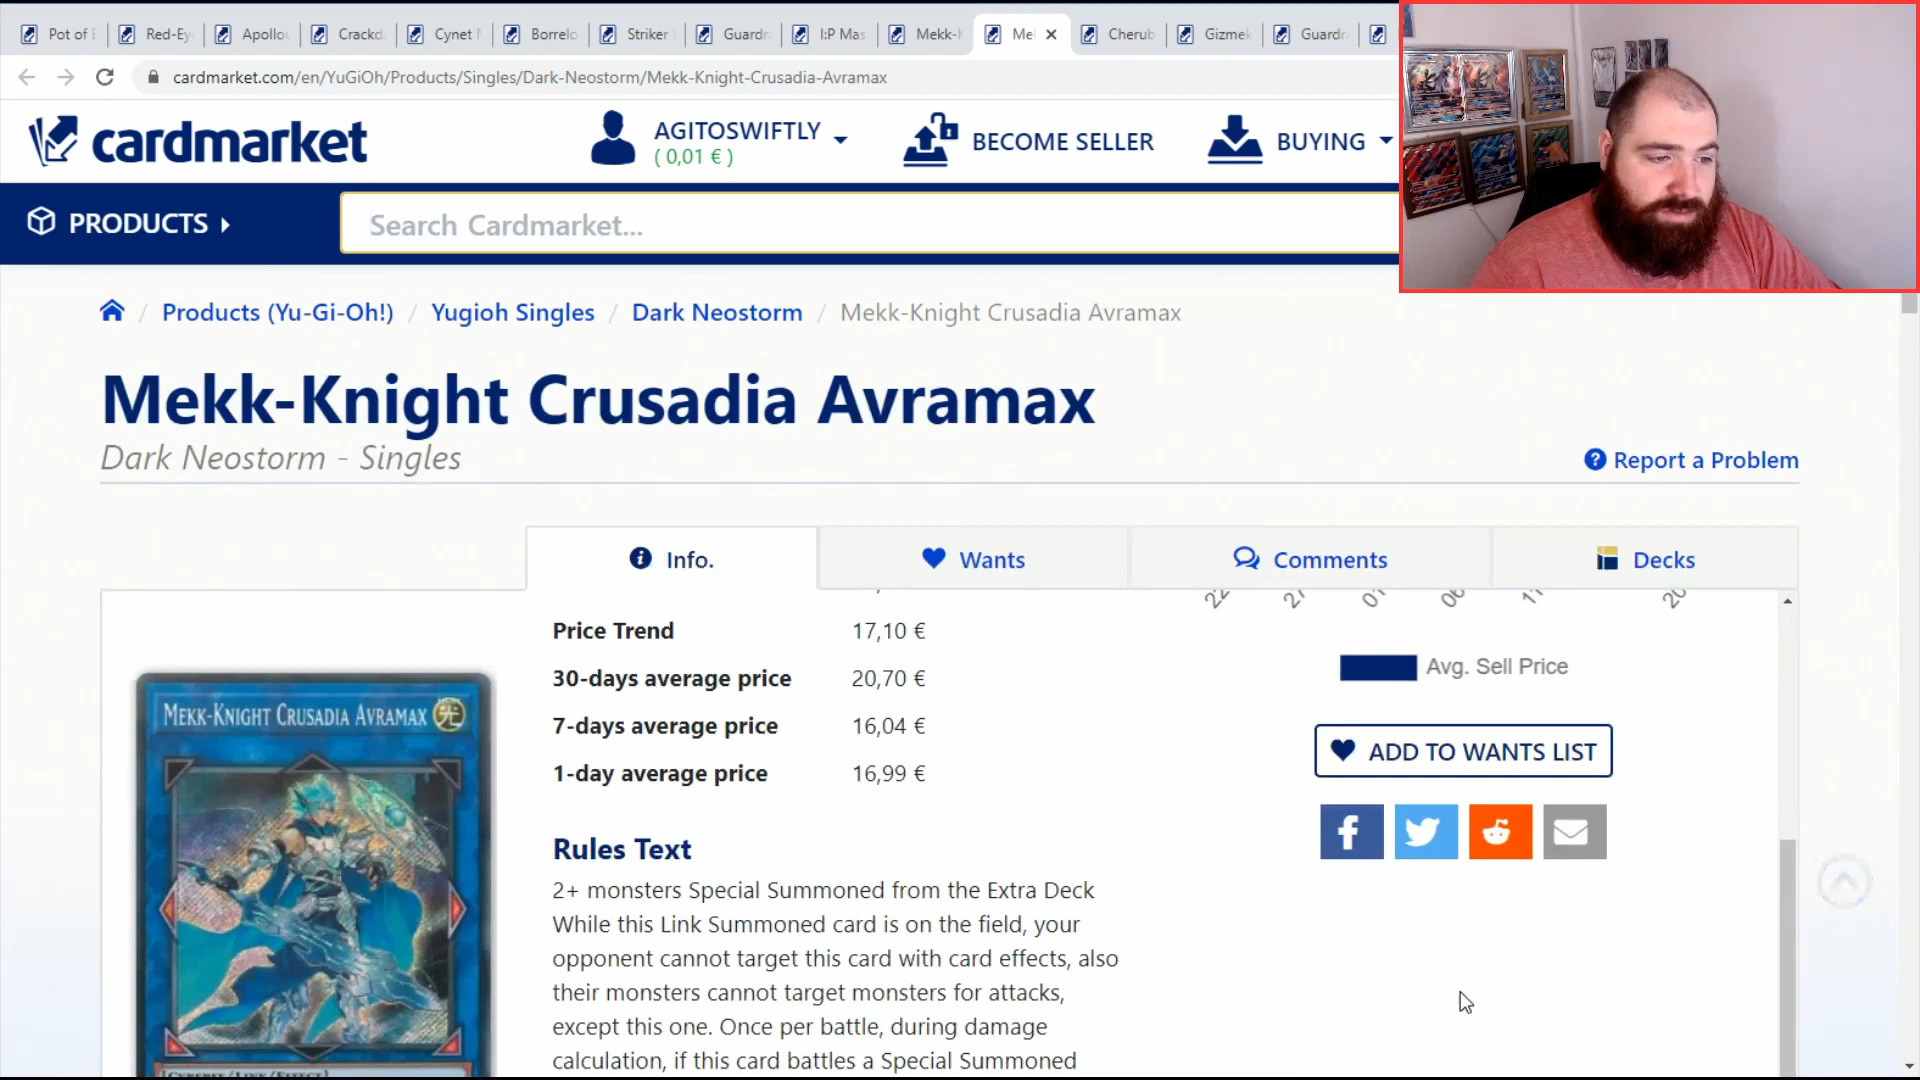 Pot of E Red-Ey Apollo Crackd Cynet Borrelo Striker Guardr I:P Mas Mekk-K Me Cherub Gizmek Guardr
cardmarket.com/en/YuGiOh/Products/Singles/Dark-Neostorm/Mekk-Knight-Crusadia-Avramax
cardmarket AGITOSWIFTLY BECOME SELLER BUYING
( 0,01 € )
PRODUCTS Search Cardmarket...
/ Products (Yu-Gi-Oh!) / Yugioh Singles / Dark Neostorm / Mekk-Knight Crusadia Avramax
Mekk-Knight Crusadia Avramax
Dark Neostorm - Singles
Report a Problem
Info. Wants Comments Decks
Price Trend 17,10 €
30-days average price 20,70 €
7-days average price 16,04 €
1-day average price 16,99 €
Avg. Sell Price
ADD TO WANTS LIST
MEKK-KNIGHT CRUSADIA AVRAMAX 光
Rules Text
2+ monsters Special Summoned from the Extra Deck
While this Link Summoned card is on the field, your
opponent cannot target this card with card effects, also
their monsters cannot target monsters for attacks,
except this one. Once per battle, during damage
calculation, if this card battles a Special Summoned